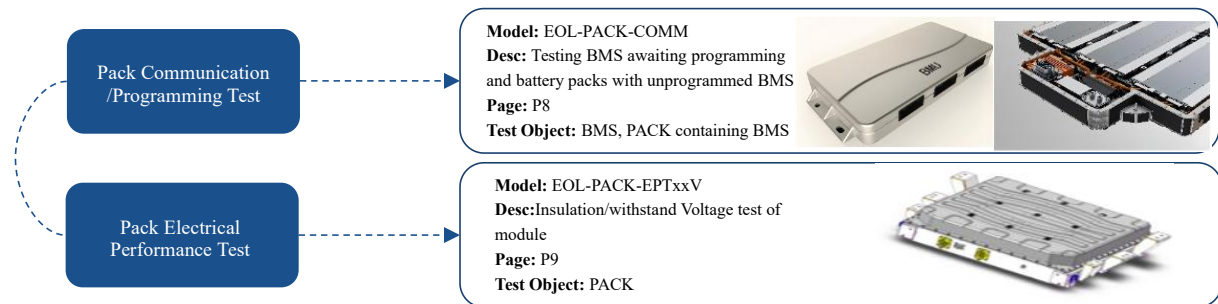 Pack Communication
/Programming Test
Model: EOL-PACK-COMM
Desc: Testing BMS awaiting programming
and battery packs with unprogrammed BMS
Page: P8
Test Object: BMS, PACK containing BMS
BMU
Pack Electrical
Performance Test
Model: EOL-PACK-EPTxxV
Desc:Insulation/withstand Voltage test of
module
Page: P9
Test Object: PACK